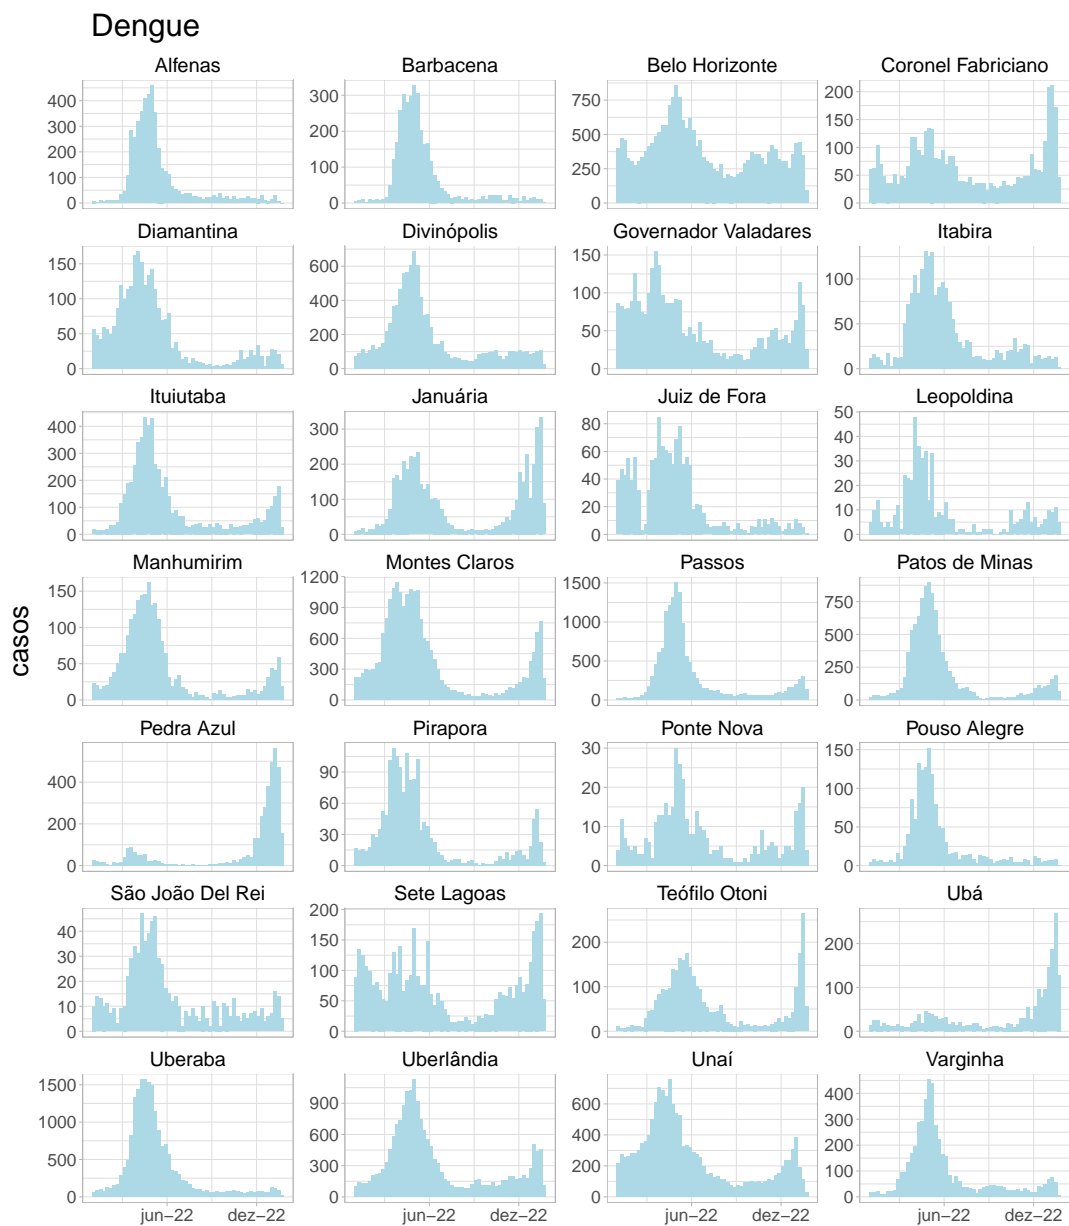 Dengue
Alfenas Barbacena Belo Horizonte Coronel Fabriciano
400 300 200 100 0
300 200 100 0
750 500 250 0
200 150 100 50 0
Diamantina Divinópolis Governador Valadares Itabira
150 100 50 0
600 400 200 100 0
150 100 50 0
100 50 0
Ituiutaba Januária Juiz de Fora Leopoldina
400 300 200 100 0
300 200 100 0
80 60 40 20 0
50 40 30 20 10 0
Manhumirim Montes Claros Passos Patos de Minas
150 100 50 0
1200 900 600 300 0
1500 1000 500 0
750 500 250 0
casos
Pedra Azul Pirapora Ponte Nova Pouso Alegre
400 200 0
90 60 30 0
30 20 10 0
150 100 50 0
São João Del Rei Sete Lagoas Teófilo Otoni Ubá
40 30 20 10 0
200 150 100 50 0
200 100 0
200 100 0
Uberaba Uberlândia Unaí Varginha
1500 1000 500 0
900 600 300 0
600 400 200 0
400 300 200 100 0
jun–22 dez–22 jun–22 dez–22 jun–22 dez–22 jun–22 dez–22